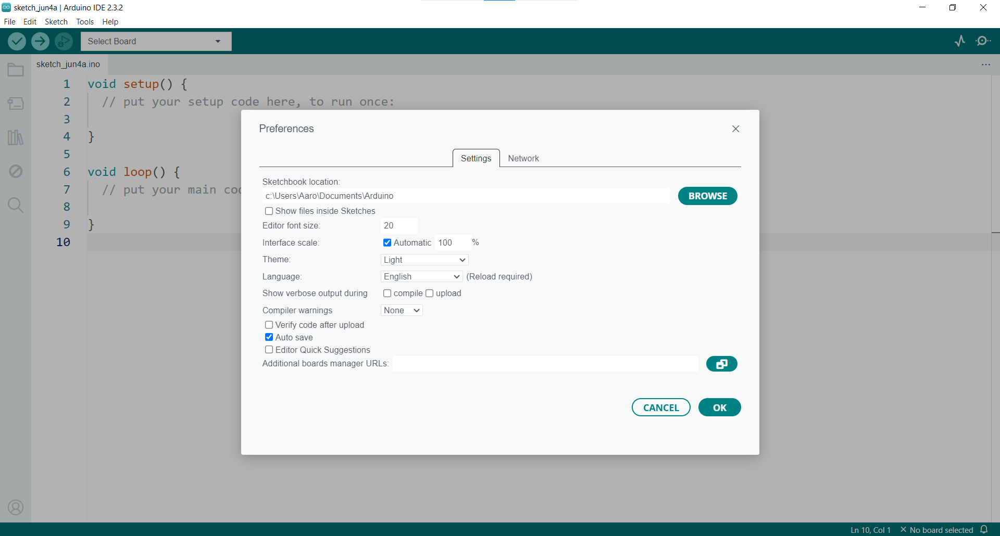 sketch_jun4a | Arduino IDE 2.3.2
File Edit Sketch Tools Help
Select Board
sketch_jun4a.ino
1 void setup() {
2 // put your setup code here, to run once:
3
4 }
5
6 void loop() {
7 // put your main
8
9 }
10
Preferences
Settings Network
Sketchbook location:
c:\Users\Aaro\Documents\Arduino BROWSE
Show files inside Sketches
Editor font size: 20
Interface scale: Automatic 100 %
Theme: Light
Language: English (Reload required)
Show verbose output during compile upload
Compiler warnings None
Verify code after upload
Auto save
Editor Quick Suggestions
Additional boards manager URLs:
CANCEL OK
Ln 10, Col 1 No board selected